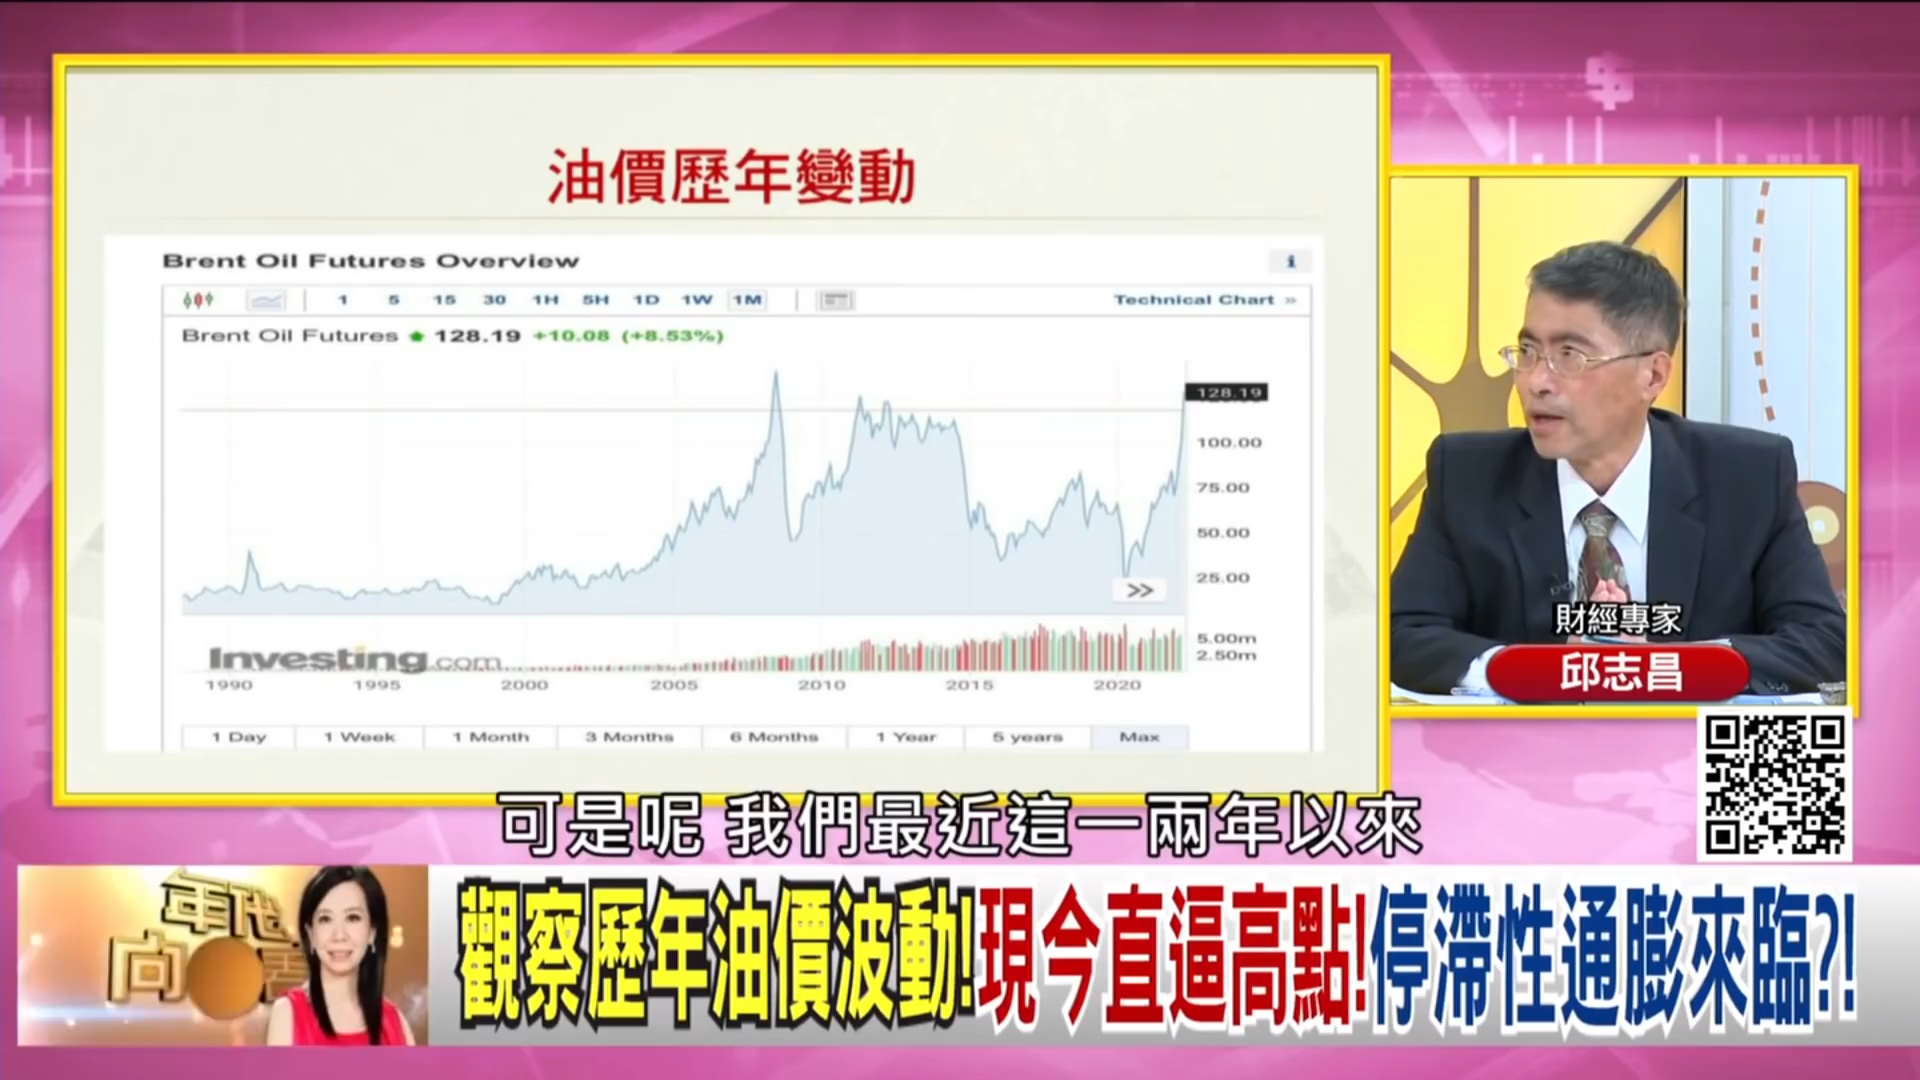 油價歷年變動
Brent Oil Futures Overview
i
1 5 15 30 1H 5H 1D 1W 1M
Technical Chart »
Brent Oil Futures 128.19 +10.08 (+8.53%)
128.19
100.00
75.00
50.00
25.00
>>
5.00m
2.50m
Investing.com
1990 1995 2000 2005 2010 2015 2020
1 Day 1 Week 1 Month 3 Months 6 Months 1 Year 5 years Max
財經專家
邱志昌
可是呢 我們最近這一兩年以來
年代
向
觀察歷年油價波動!現今直逼高點!停滯性通膨來臨?!